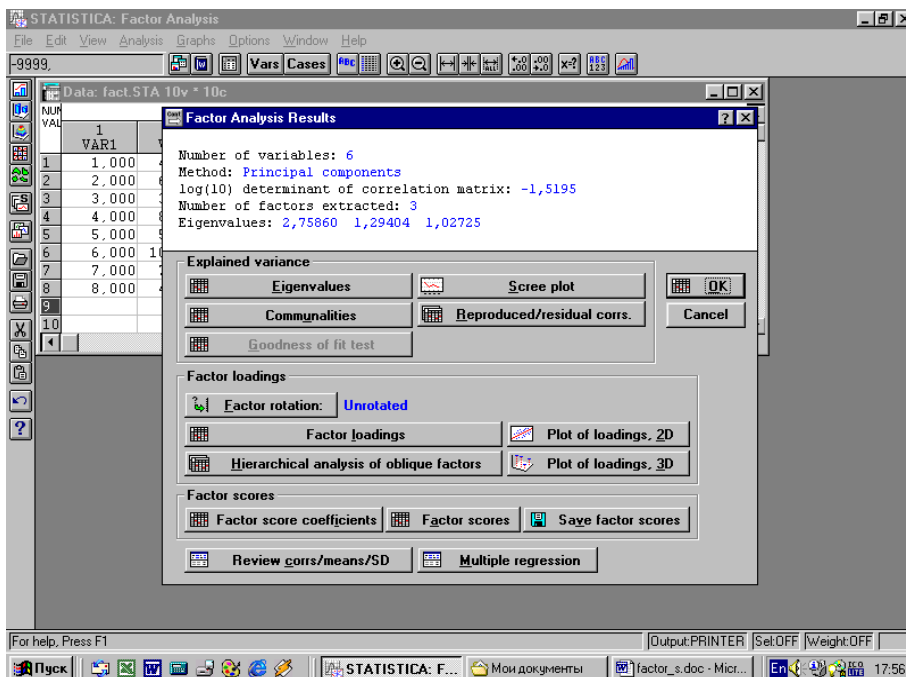 STATISTICA: Factor Analysis
File Edit View Analysis Graphs Options Window Help
-9999,
Vars Cases
Data: fact.STA 10v * 10c
NUM
VAL
1
VAR1
1 1,000
2 2,000
3 3,000
4 4,000
5 5,000
6 6,000 10
7 7,000
8 8,000
9
10
Factor Analysis Results
Number of variables: 6
Method: Principal components
log(10) determinant of correlation matrix: -1,5195
Number of factors extracted: 3
Eigenvalues: 2,75860 1,29404 1,02725
Explained variance
Eigenvalues Scree plot
Communalities Reproduced/residual corrs.
Goodness of fit test
OK
Cancel
Factor loadings
Factor rotation: Unrotated
Factor loadings Plot of loadings, 2D
Hierarchical analysis of oblique factors Plot of loadings, 3D
Factor scores
Factor score coefficients Factor scores Save factor scores
Review corrs/means/SD Multiple regression
For help, Press F1 Output:PRINTER Sel:OFF Weight:OFF
Пуск STATISTICA: F... Мои документы factor_s.doc - Micr... En 17:56